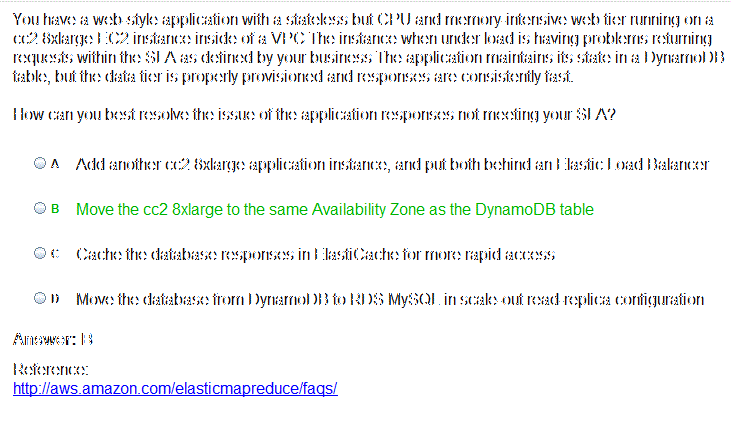 You have a web-style application with a stateless but CPU and memory-intensive web tier running on a
cc2 8xlarge EC2 instance inside of a VPC The instance when under load is having problems returning
requests within the SLA as defined by your business The application maintains its state in a DynamoDB
table, but the data tier is properly provisioned and responses are consistently fast.
How can you best resolve the issue of the application responses not meeting your SLA?
A Add another cc2 8xlarge application instance, and put both behind an Elastic Load Balancer
B Move the cc2 8xlarge to the same Availability Zone as the DynamoDB table
C Cache the database responses in ElastiCache for more rapid access
D Move the database from DynamoDB to RDS MySQL in scale-out read-replica configuration
Answer: B
Reference:
http://aws.amazon.com/elasticmapreduce/faqs/